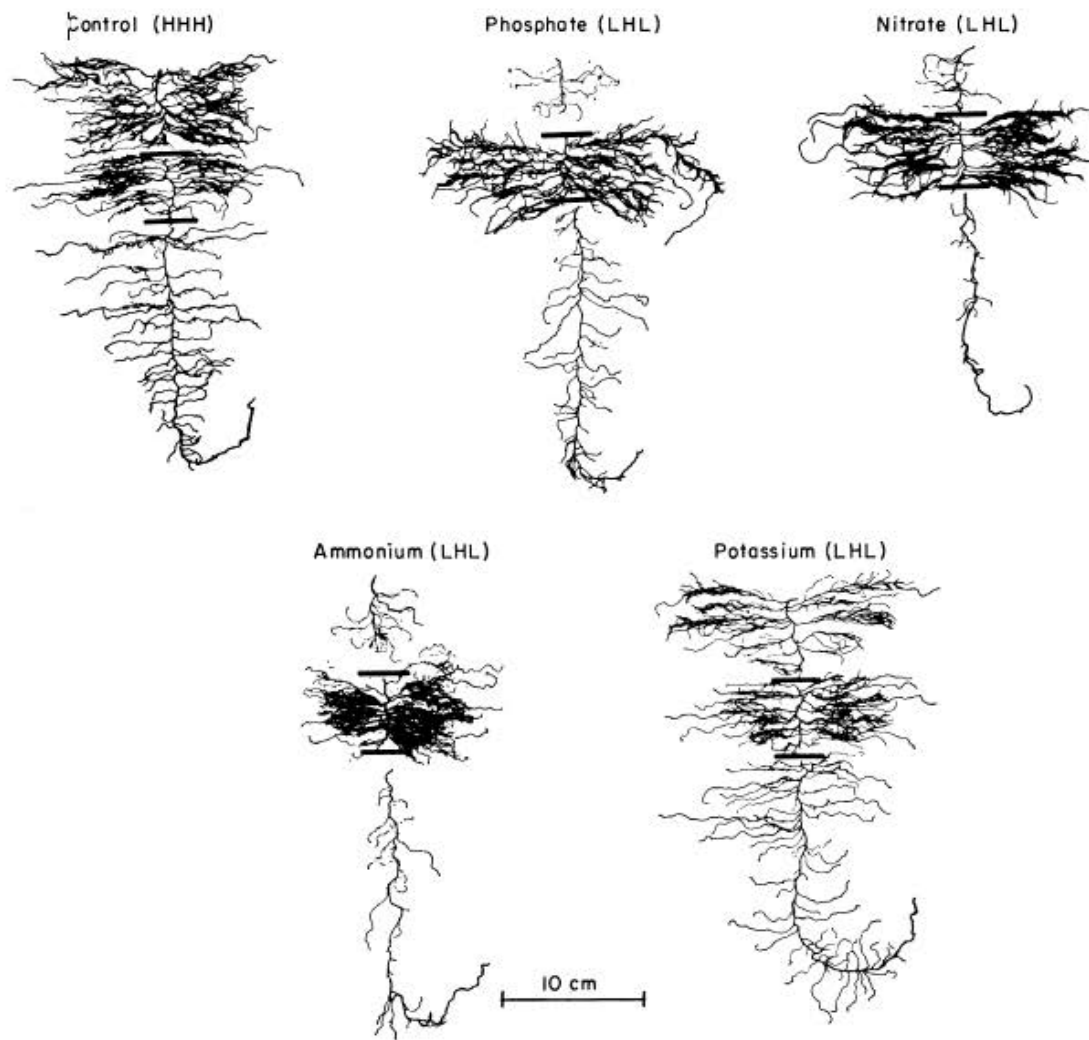 Control (HHH)
Phosphate (LHL)
Nitrate (LHL)
Ammonium (LHL)
Potassium (LHL)
10 cm